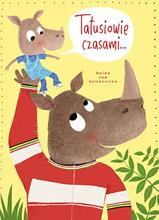 Tatusiowie
czasami...
GUIDO
VAN
GENECHTEN